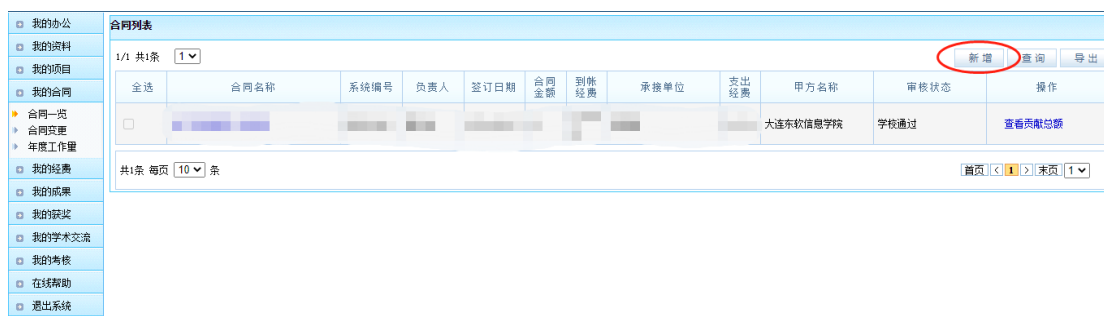 我的办公
我的资料
我的项目
我的合同
合同一览
合同变更
年度工作量
我的经费
我的成果
我的获奖
我的学术交流
我的考核
在线帮助
退出系统
合同列表
1/1 共1条 1
新增 查询 导出
全选 合同名称 系统编号 负责人 签订日期 合同金额 到帐经费 承接单位 支出经费 甲方名称 审核状态 操作
大连东软信息学院 学校通过 查看贡献总额
共1条 每页 10 条 首页 < 1 > 末页 1